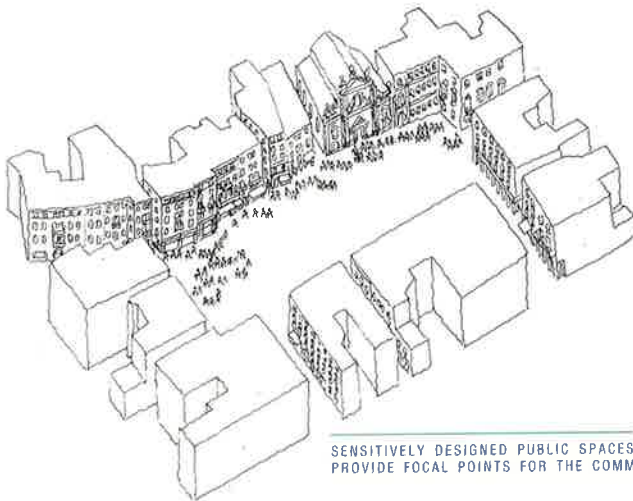 SENSITIVELY DESIGNED PUBLIC SPACES
PROVIDE FOCAL POINTS FOR THE